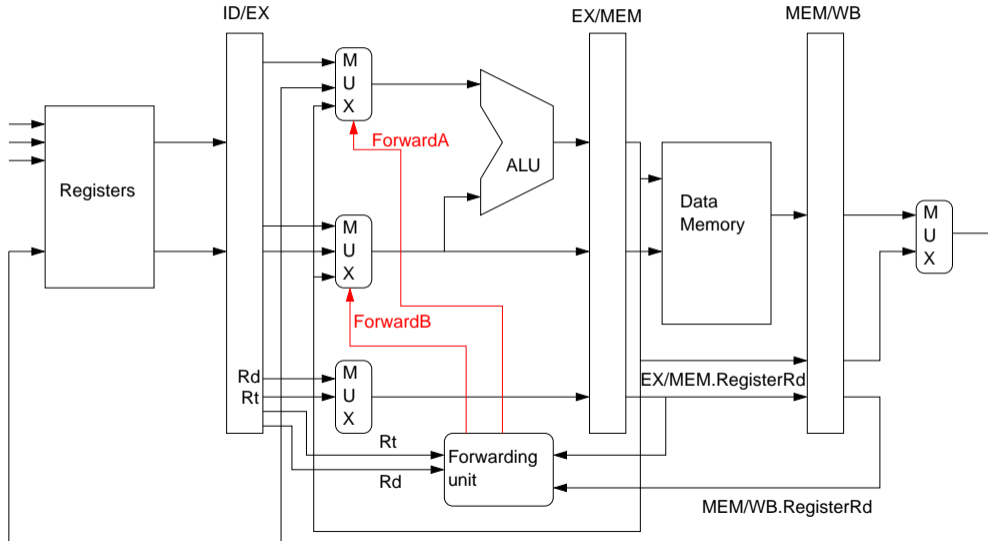 ID/EX
EX/MEM
MEM/WB
M
U
X
ForwardA
ALU
Registers
Data
Memory
M
U
X
M
U
X
ForwardB
Rd
Rt
M
U
X
EX/MEM.RegisterRd
Rt
Rd
Forwarding
unit
MEM/WB.RegisterRd